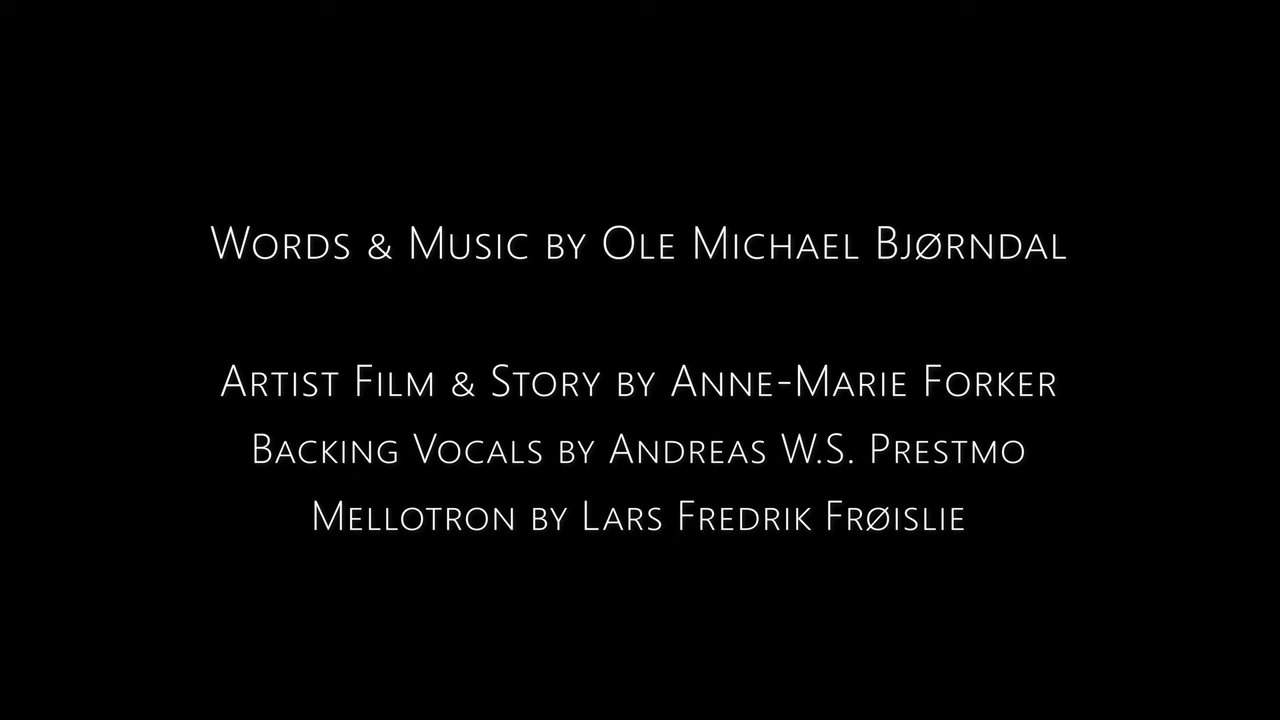 Words & Music by Ole Michael Bjørndal
Artist Film & Story by Anne-Marie Forker
Backing Vocals by Andreas W.S. Prestmo
Mellotron by Lars Fredrik Frøislie